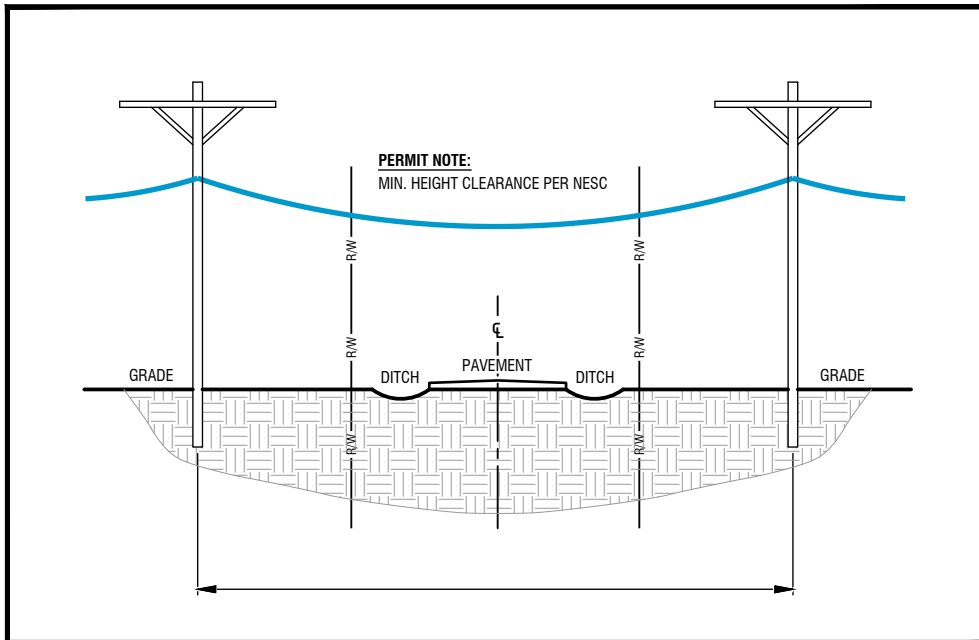 PERMIT NOTE:
MIN. HEIGHT CLEARANCE PER NESC
R/W
R/W
℄
R/W
R/W
GRADE
DITCH
PAVEMENT
DITCH
GRADE
R/W
R/W